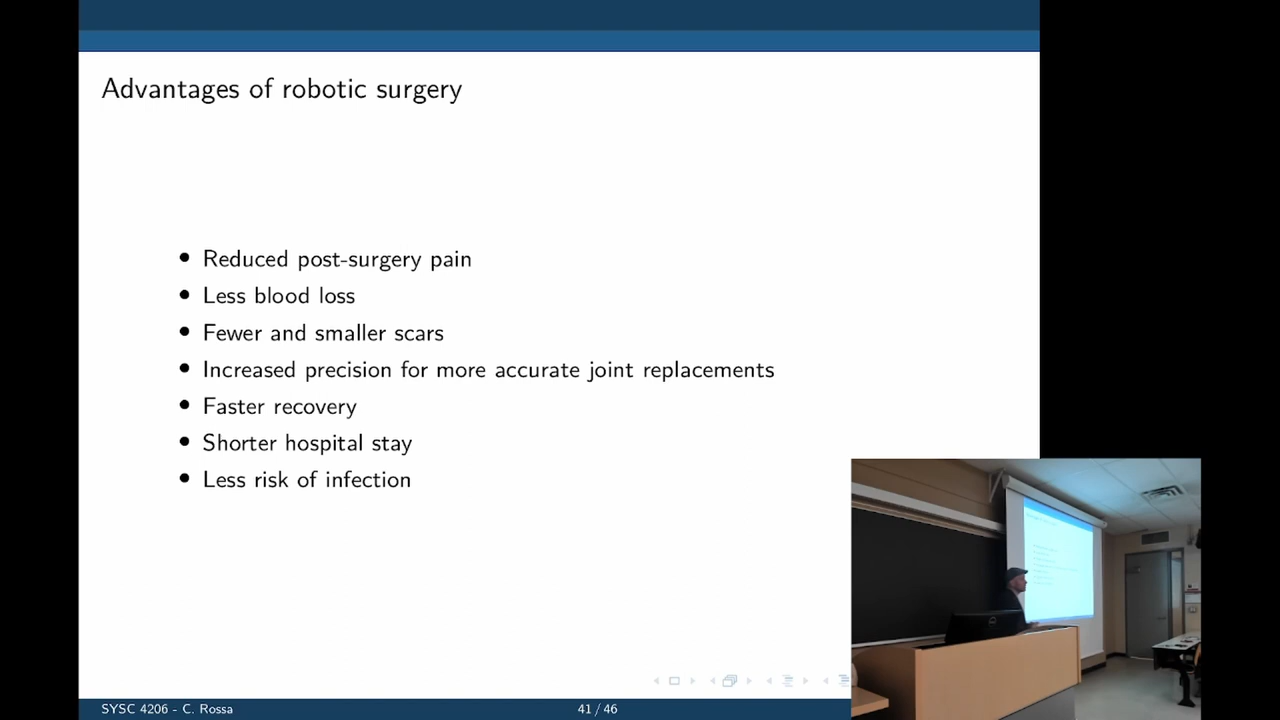 Advantages of robotic surgery
• Reduced post-surgery pain
• Less blood loss
• Fewer and smaller scars
• Increased precision for more accurate joint replacements
• Faster recovery
• Shorter hospital stay
• Less risk of infection
SYSC 4206 - C. Rossa
41 / 46